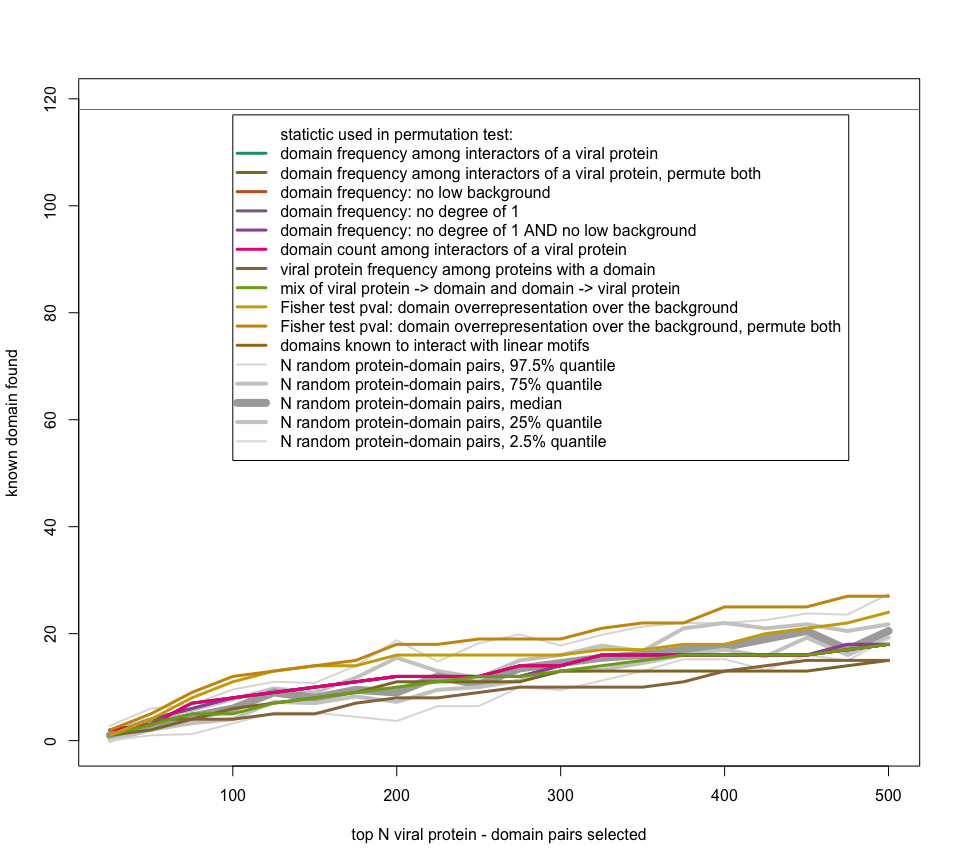 120
100
80
60
40
20
0
known domain found
statictic used in permutation test:
domain frequency among interactors of a viral protein
domain frequency among interactors of a viral protein, permute both
domain frequency: no low background
domain frequency: no degree of 1
domain frequency: no degree of 1 AND no low background
domain count among interactors of a viral protein
viral protein frequency among proteins with a domain
mix of viral protein -> domain and domain -> viral protein
Fisher test pval: domain overrepresentation over the background
Fisher test pval: domain overrepresentation over the background, permute both
domains known to interact with linear motifs
N random protein-domain pairs, 97.5% quantile
N random protein-domain pairs, 75% quantile
N random protein-domain pairs, median
N random protein-domain pairs, 25% quantile
N random protein-domain pairs, 2.5% quantile
100 200 300 400 500
top N viral protein - domain pairs selected